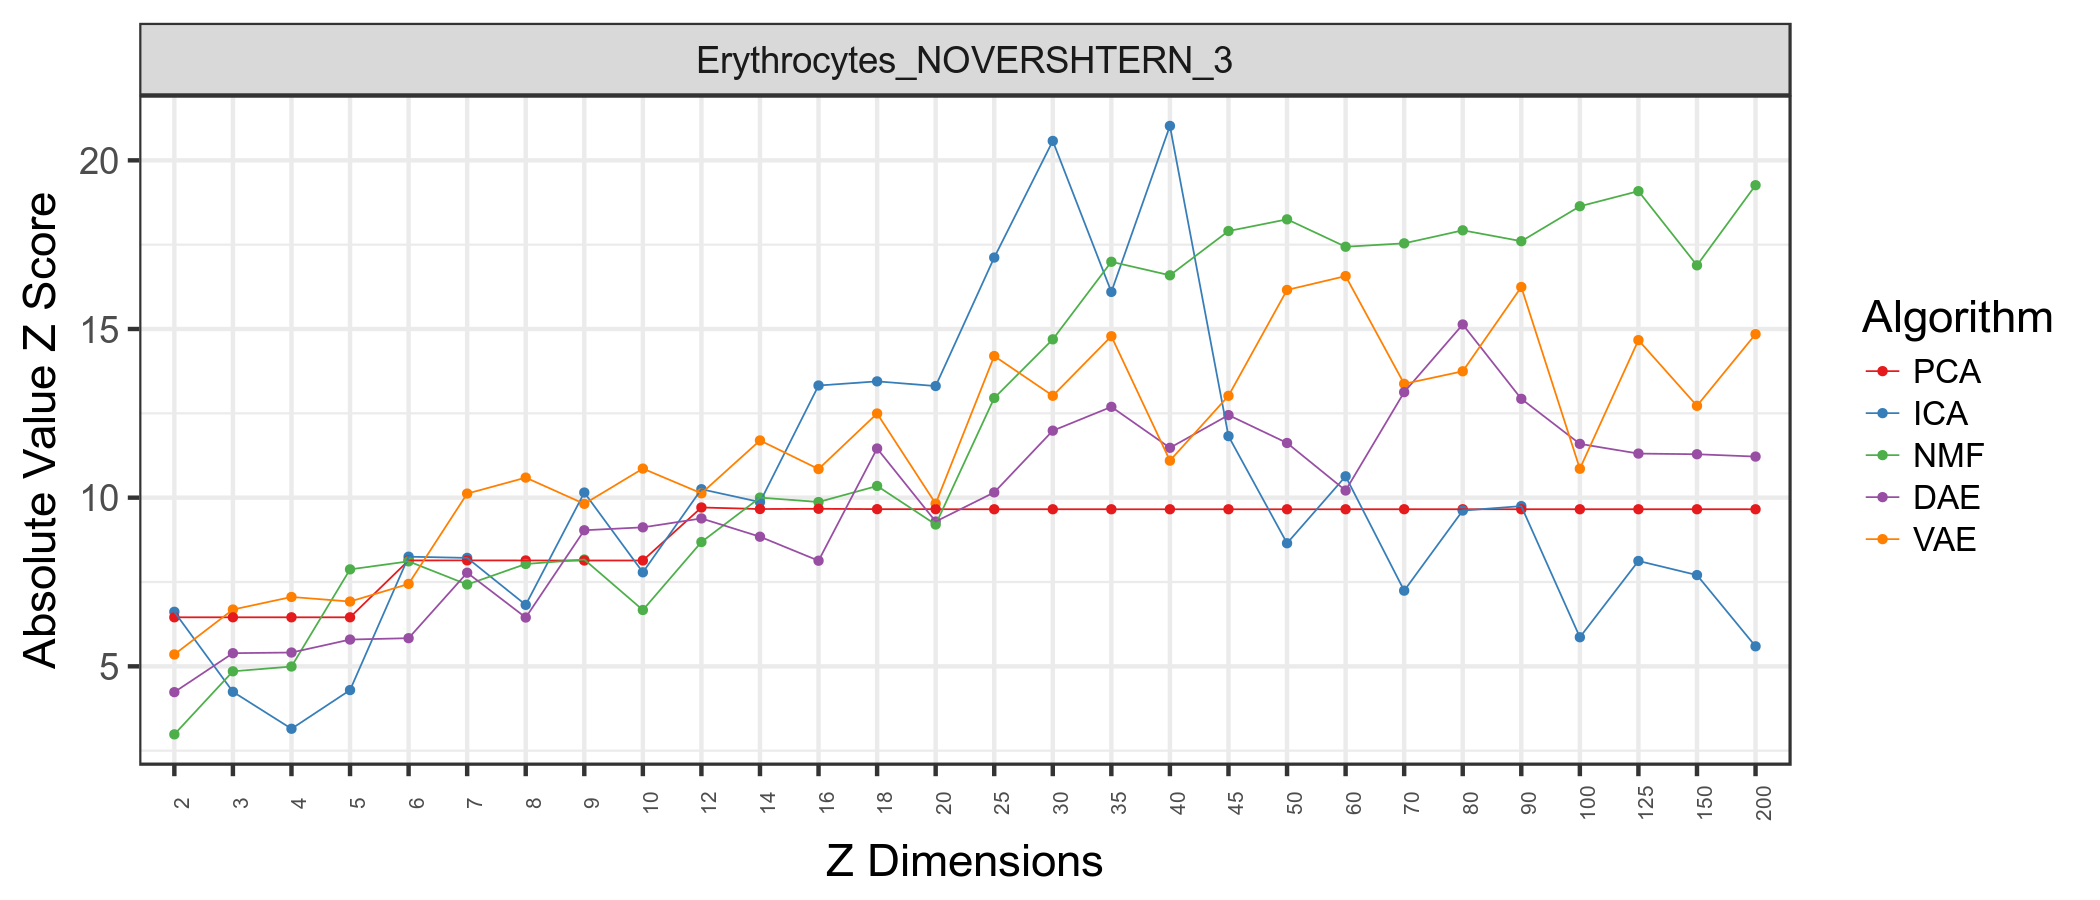 Erythrocytes_NOVERSHTERN_3
Absolute Value Z Score
20
15
10
5
2 3 4 5 6 7 8 9 10 12 14 16 18 20 25 30 35 40 45 50 60 70 80 90 100 125 150 200
Z Dimensions
Algorithm
PCA
ICA
NMF
DAE
VAE